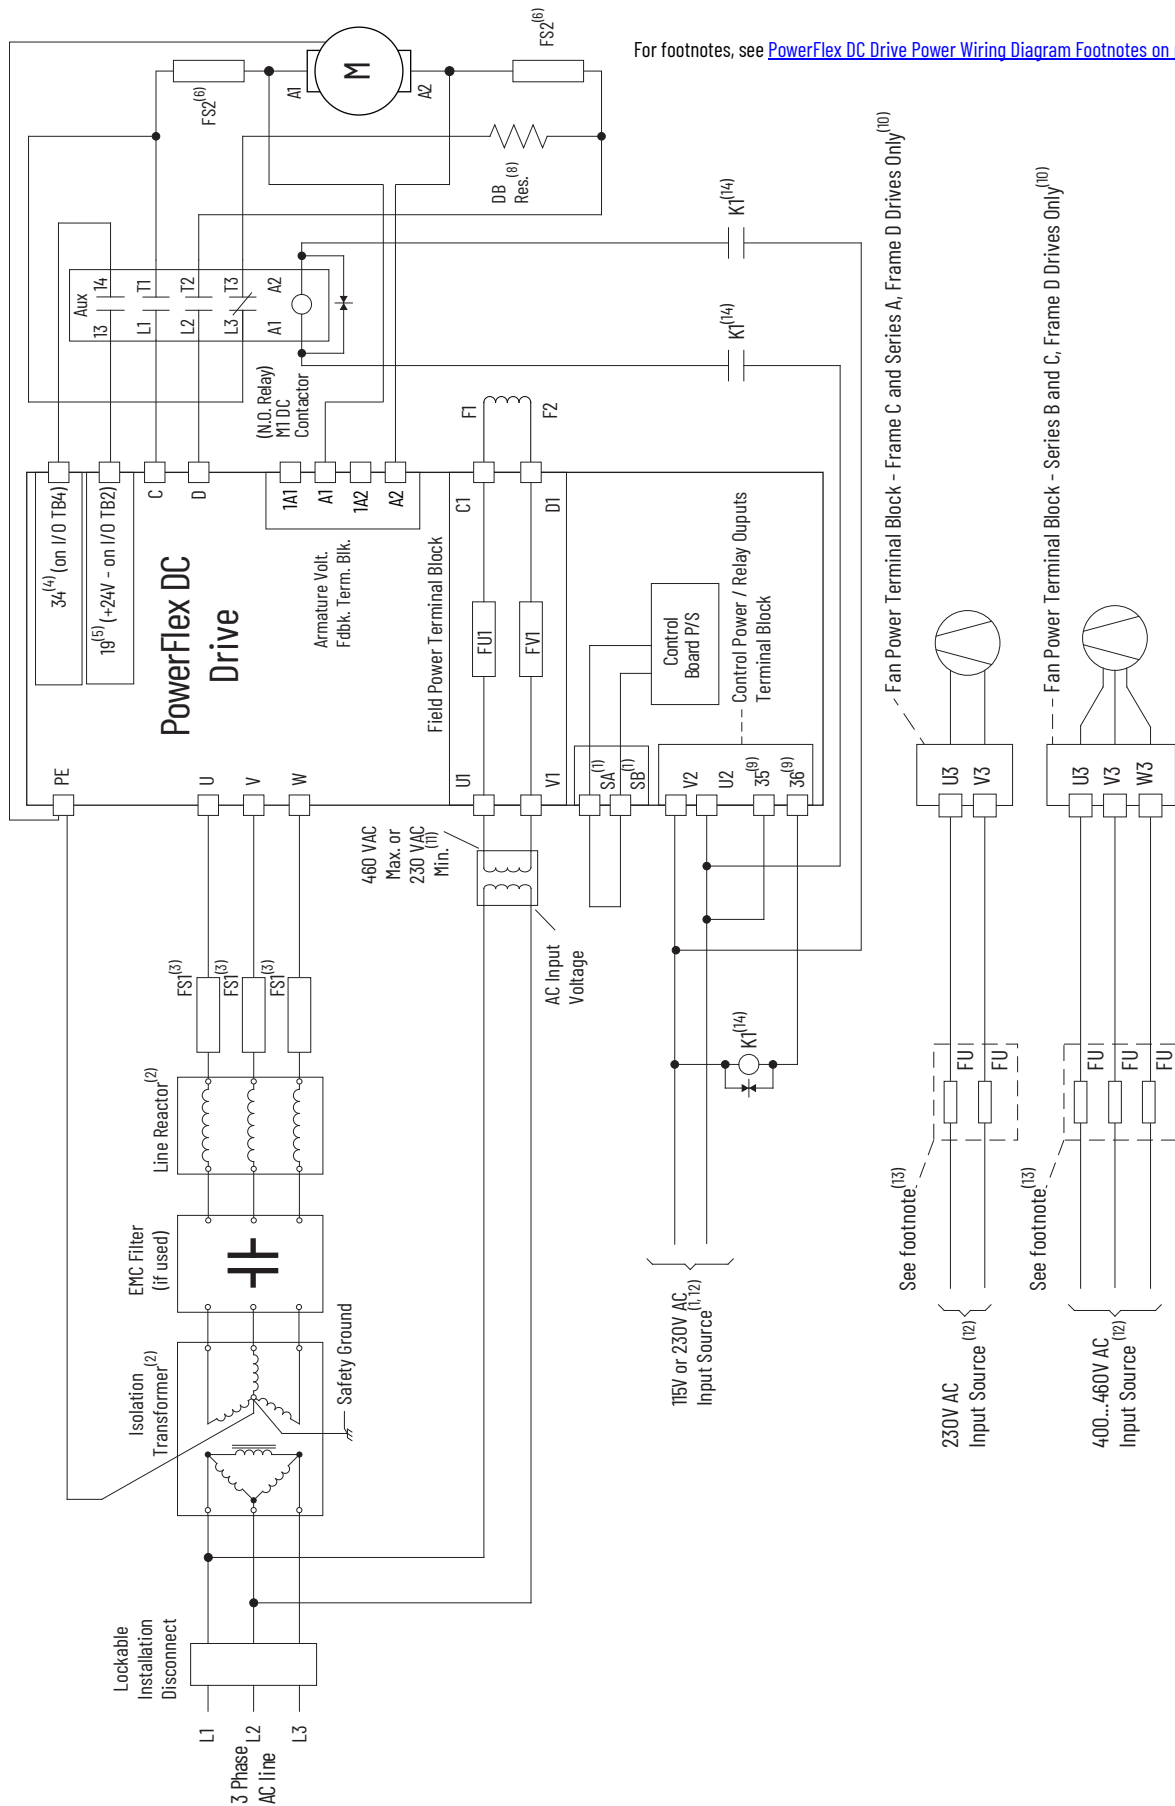 For footnotes, see PowerFlex DC Drive Power Wiring Diagram Footnotes on
3 Phase
AC line
L1
L2
L3
Lockable
Installation
Disconnect
Isolation
Transformer(2)
Safety Ground
EMC Filter
(if used)
Line Reactor(2)
FS1(3)
FS1(3)
FS1(3)
PE
U
V
W
PowerFlex DC
Drive
34(4) (on I/O TB4)
19(5) (+24V - on I/O TB2)
C
D
Armature Volt.
Fdbk. Term. Blk.
1A1
A1
1A2
A2
Field Power Terminal Block
U1
V1
FU1
FV1
C1
D1
F1
F2
460 VAC
Max. or
230 VAC
Min. (11)
AC Input
Voltage
SA(1)
SB(1)
Control
Board P/S
V2
U2
35(9)
36(9)
Control Power / Relay Ouputs
Terminal Block
115V or 230V AC
Input Source(1, 12)
K1(14)
K1(14)
K1(14)
(N.O. Relay)
M1 DC
Contactor
Aux
13
14
L1
T1
L2
T2
L3
T3
A1
A2
DB
Res. (8)
FS2(6)
FS2(6)
A1
M
A2
Fan Power Terminal Block - Frame C and Series A, Frame D Drives Only(10)
U3
V3
FU
FU
See footnote(13)
230V AC
Input Source (12)
Fan Power Terminal Block - Series B and C, Frame D Drives Only(10)
U3
V3
W3
FU
FU
FU
See footnote(13)
400...460V AC
Input Source (12)